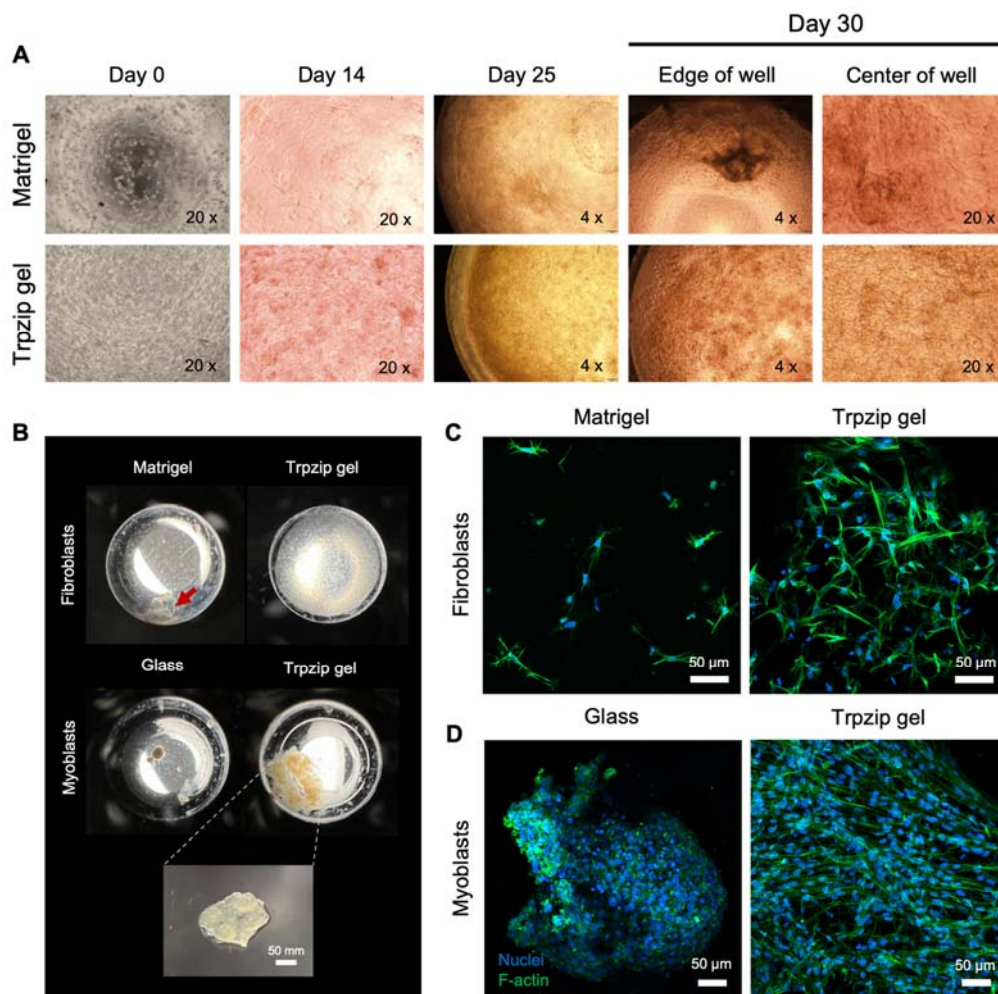 Day 30
A
Day 0 Day 14 Day 25 Edge of well Center of well
Matrigel
20 x 20 x 4 x 4 x 20 x
Trpzip gel
20 x 20 x 4 x 4 x 20 x
B
Matrigel Trpzip gel
Fibroblasts
Glass Trpzip gel
Myoblasts
50 mm
C
Matrigel Trpzip gel
Fibroblasts
50 µm 50 µm
D
Glass Trpzip gel
Myoblasts
Nuclei
F-actin
50 µm 50 µm